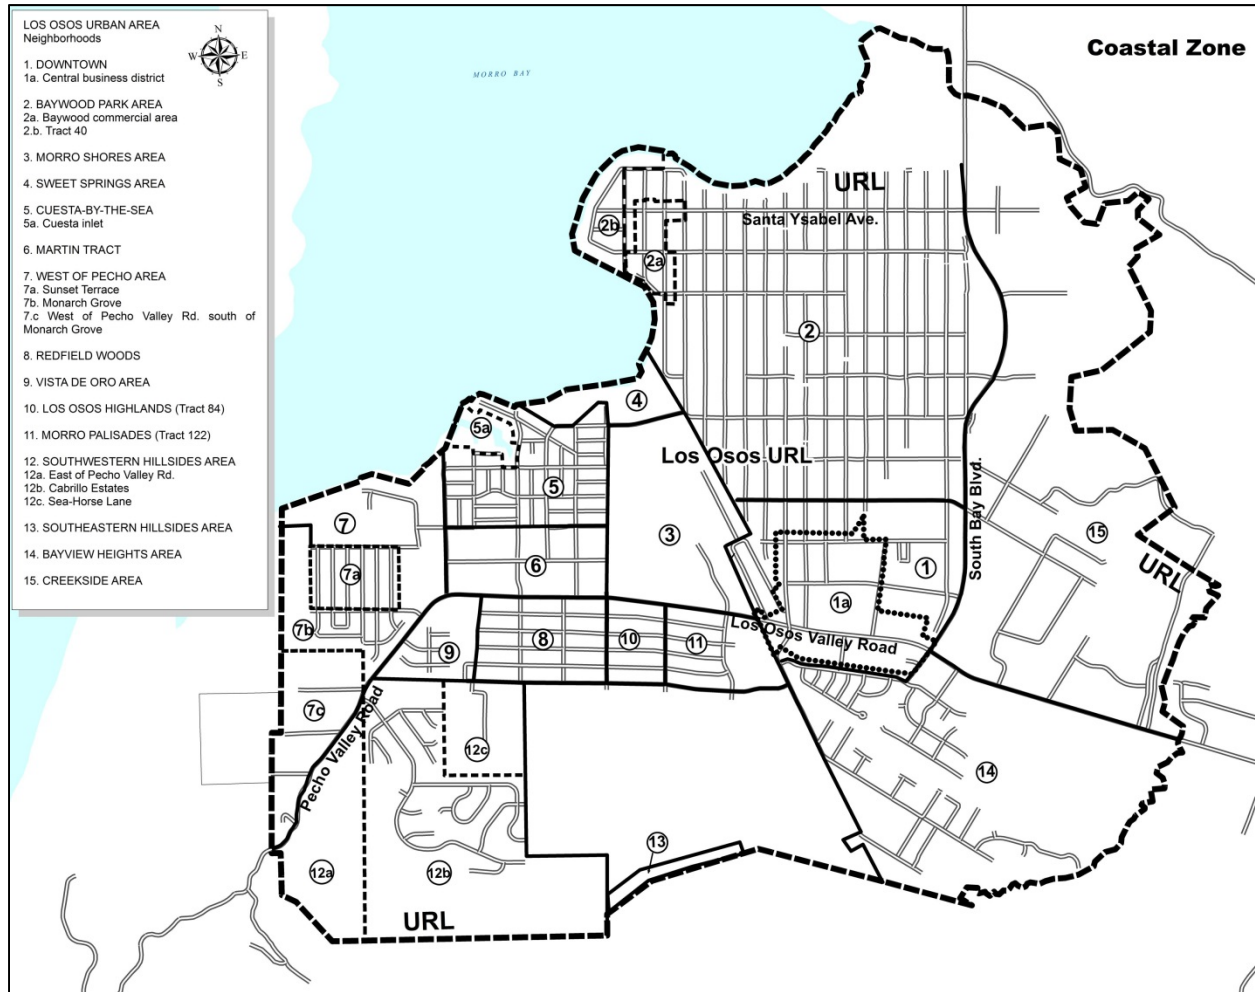 LOS OSOS URBAN AREA
Neighborhoods
N
W E
S
1. DOWNTOWN
1a. Central business district
2. BAYWOOD PARK AREA
2a. Baywood commercial area
2.b. Tract 40
3. MORRO SHORES AREA
4. SWEET SPRINGS AREA
5. CUESTA-BY-THE-SEA
5a. Cuesta inlet
6. MARTIN TRACT
7. WEST OF PECHO AREA
7a. Sunset Terrace
7b. Monarch Grove
7.c West of Pecho Valley Rd. south of
Monarch Grove
8. REDFIELD WOODS
9. VISTA DE ORO AREA
10. LOS OSOS HIGHLANDS (Tract 84)
11. MORRO PALISADES (Tract 122)
12. SOUTHWESTERN HILLSIDES AREA
12a. East of Pecho Valley Rd.
12b. Cabrillo Estates
12c. Sea-Horse Lane
13. SOUTHEASTERN HILLSIDES AREA
14. BAYVIEW HEIGHTS AREA
15. CREEKSIDE AREA
Coastal Zone
MORRO BAY
URL
Santa Ysabel Ave.
2b
2a
2
4
5a
Los Osos URL
5
South Bay Blvd.
7
3
15
6
1
URL
7a
1a
7b
Los Osos Valley Road
8
10
11
9
7c
Pecho Valley Road
12c
14
13
12a
12b
URL